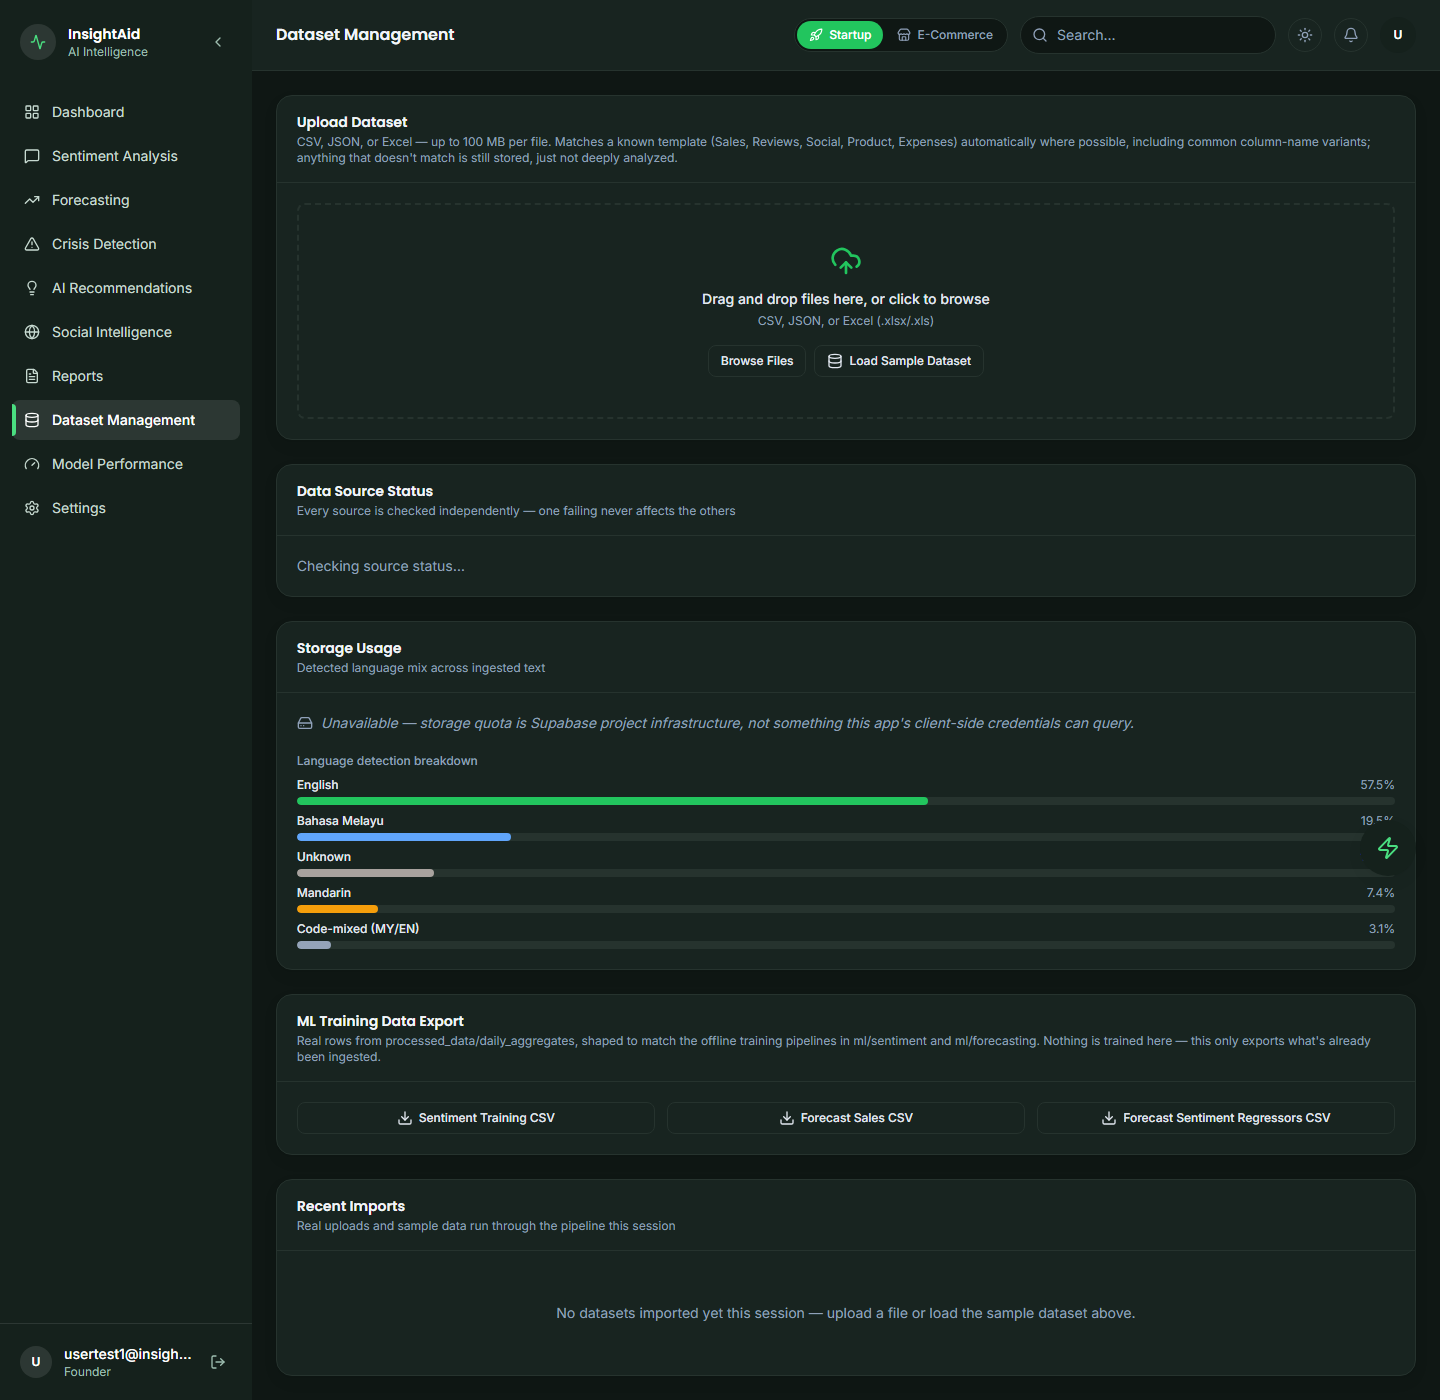 InsightAid
AI Intelligence
Dashboard
Sentiment Analysis
Forecasting
Crisis Detection
AI Recommendations
Social Intelligence
Reports
Dataset Management
Model Performance
Settings
usertest1@insigh...
Founder
U
Dataset Management
Startup
E-Commerce
Search...
U
Upload Dataset
CSV, JSON, or Excel — up to 100 MB per file. Matches a known template (Sales, Reviews, Social, Product, Expenses) automatically where possible, including common column-name variants;
anything that doesn't match is still stored, just not deeply analyzed.
Drag and drop files here, or click to browse
CSV, JSON, or Excel (.xlsx/.xls)
Browse Files
Load Sample Dataset
Data Source Status
Every source is checked independently — one failing never affects the others
Checking source status...
Storage Usage
Detected language mix across ingested text
Unavailable — storage quota is Supabase project infrastructure, not something this app's client-side credentials can query.
Language detection breakdown
English 57.5%
Bahasa Melayu 19.5%
Unknown
Mandarin 7.4%
Code-mixed (MY/EN) 3.1%
ML Training Data Export
Real rows from processed_data/daily_aggregates, shaped to match the offline training pipelines in ml/sentiment and ml/forecasting. Nothing is trained here — this only exports what's already
been ingested.
Sentiment Training CSV
Forecast Sales CSV
Forecast Sentiment Regressors CSV
Recent Imports
Real uploads and sample data run through the pipeline this session
No datasets imported yet this session — upload a file or load the sample dataset above.